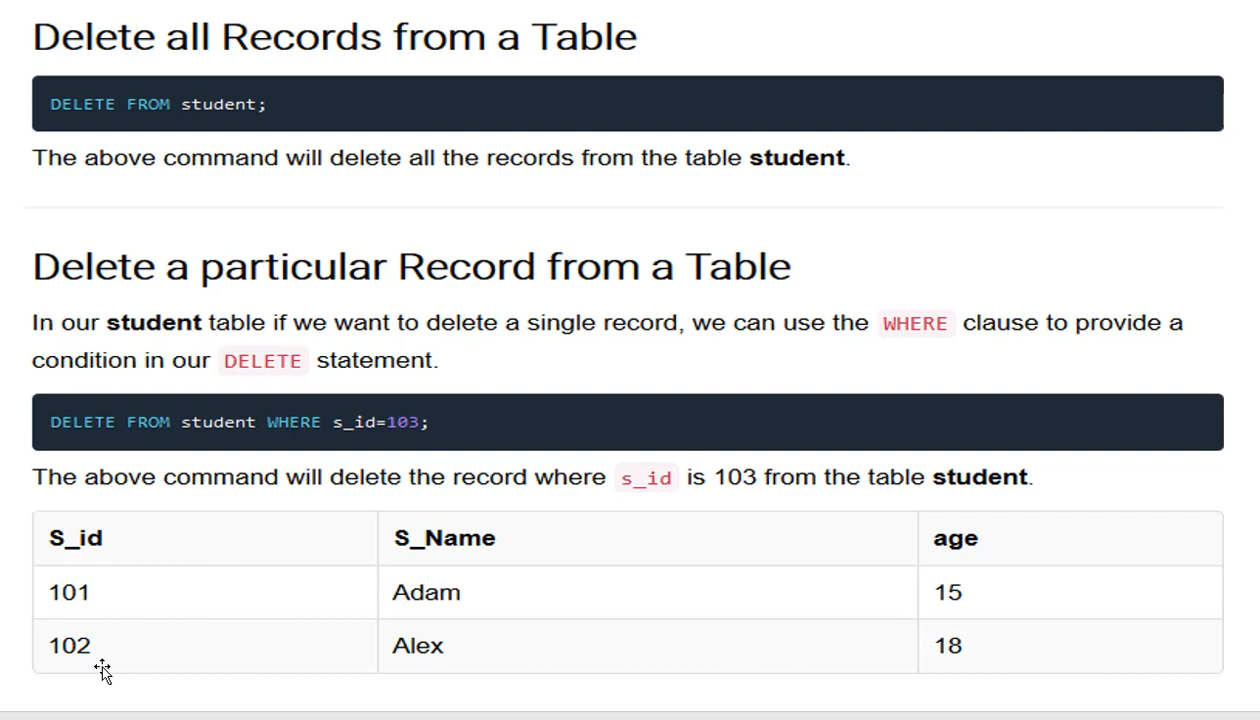 Delete all Records from a Table
DELETE FROM student;
The above command will delete all the records from the table student.
Delete a particular Record from a Table
In our student table if we want to delete a single record, we can use the WHERE clause to provide a
condition in our DELETE statement.
DELETE FROM student WHERE s_id=103;
The above command will delete the record where s_id is 103 from the table student.
S_id S_Name age
101 Adam 15
102 Alex 18